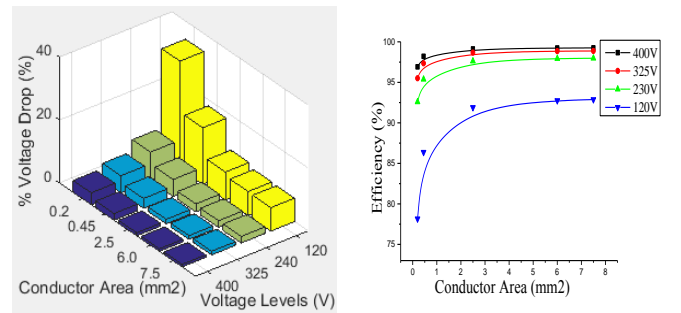 40
20
0
% Voltage Drop (%)
0.2
0.45
2.5
6.0
7.5
Conductor Area (mm2)
120
240
325
400
Voltage Levels (V)
100
95
90
85
80
75
Efficiency (%)
0 1 2 3 4 5 6 7 8
Conductor Area (mm2)
400V
325V
230V
120V